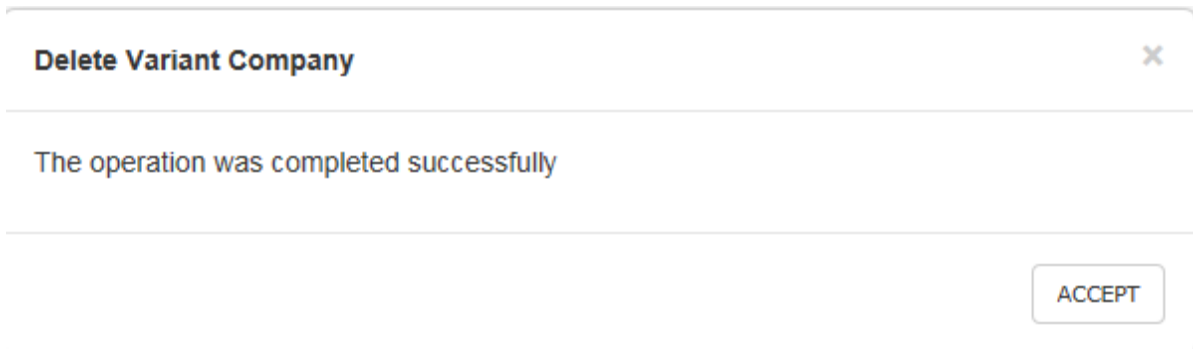 Delete Variant Company ×
The operation was completed successfully
ACCEPT